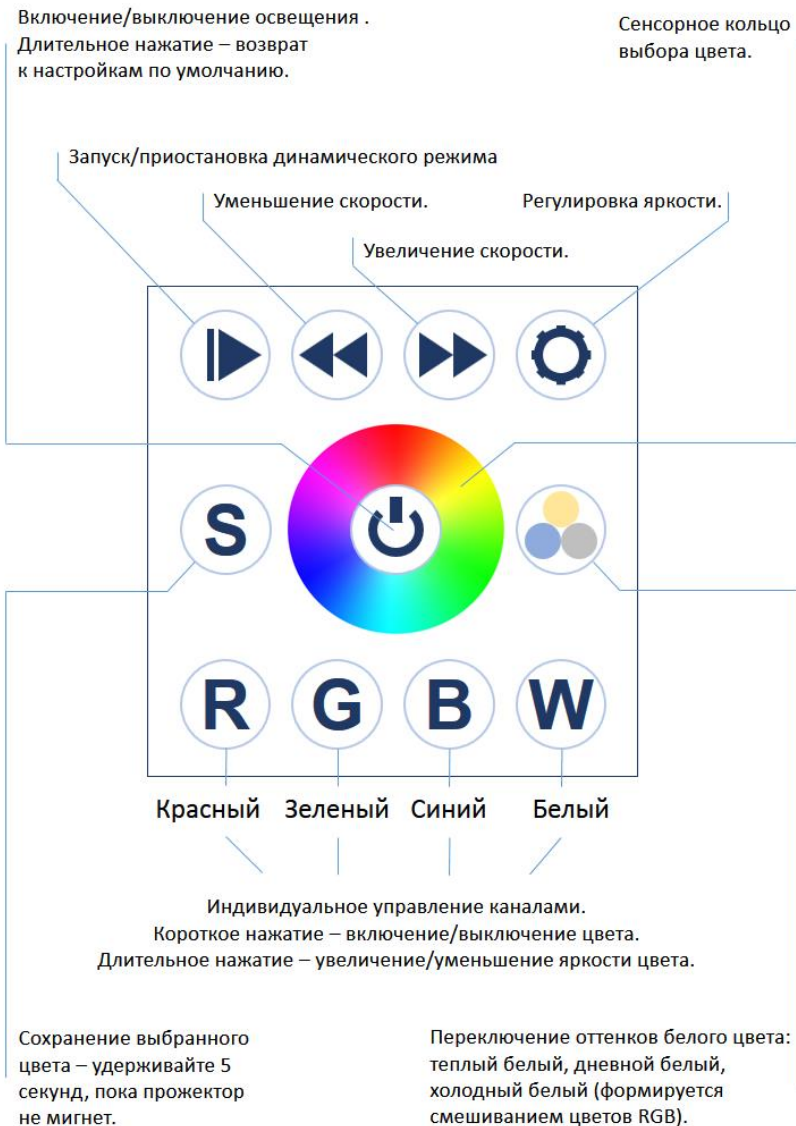 Включение/выключение освещения .
Длительное нажатие – возврат
к настройкам по умолчанию.
Сенсорное кольцо
выбора цвета.
Запуск/приостановка динамического режима
Уменьшение скорости.
Регулировка яркости.
Увеличение скорости.
S
R G B W
Красный Зеленый Синий Белый
Индивидуальное управление каналами.
Короткое нажатие – включение/выключение цвета.
Длительное нажатие – увеличение/уменьшение яркости цвета.
Сохранение выбранного
цвета – удерживайте 5
секунд, пока прожектор
не мигнет.
Переключение оттенков белого цвета:
теплый белый, дневной белый,
холодный белый (формируется
смешиванием цветов RGB).